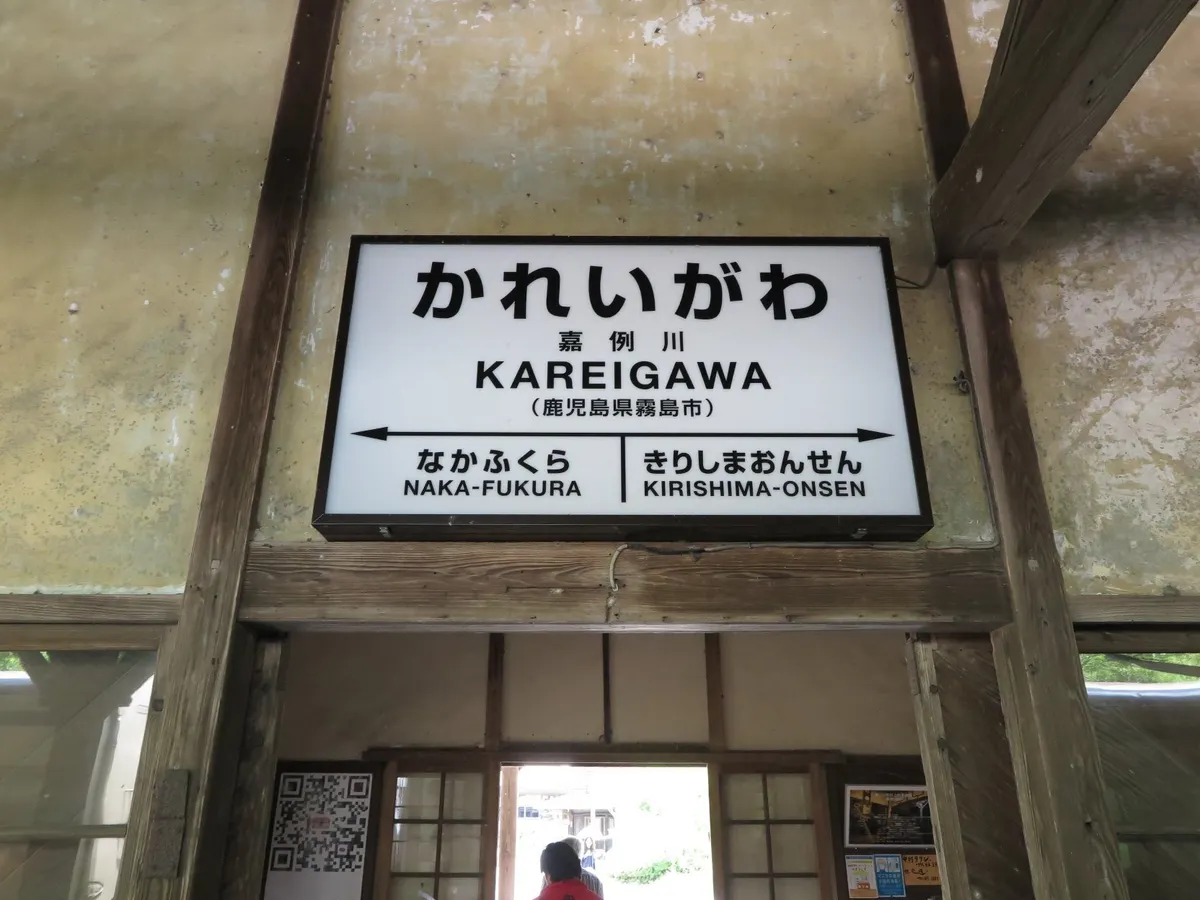 かれいがわ
嘉例川
KAREIGAWA
（鹿児島県霧島市）
なかふくら
NAKA-FUKURA
きりしまおんせん
KIRISHIMA-ONSEN